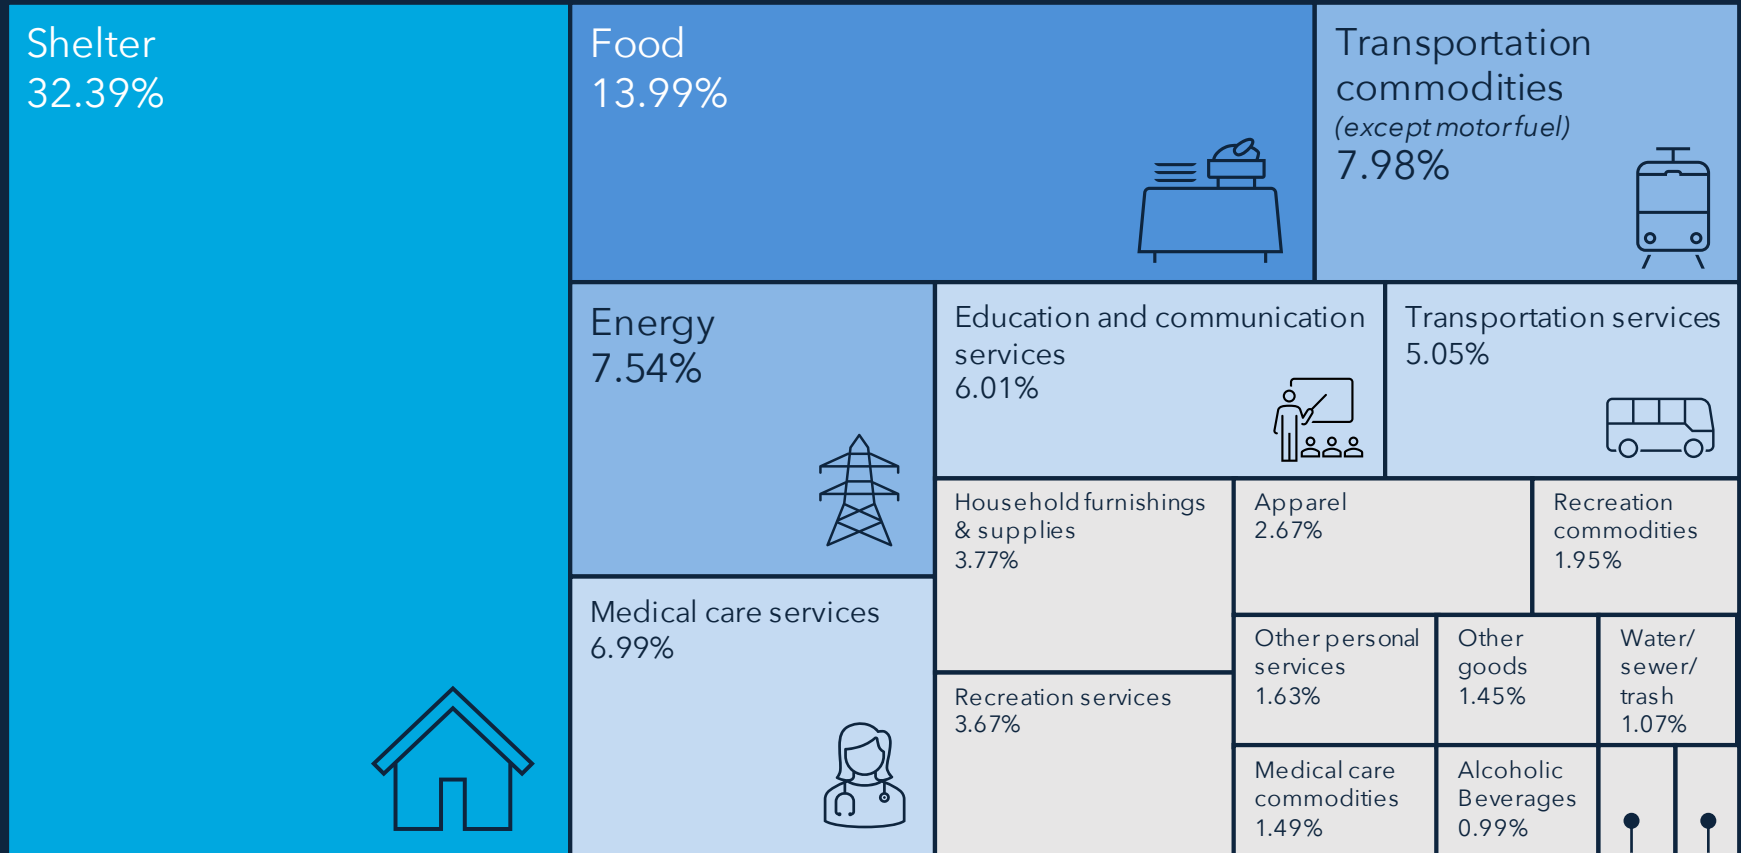 Shelter
32.39%
Food
13.99%
Transportation
commodities
(except motor fuel)
7.98%
Energy
7.54%
Education and communication
services
6.01%
Transportation services
5.05%
Medical care services
6.99%
Household furnishings
& supplies
3.77%
Apparel
2.67%
Recreation
commodities
1.95%
Recreation services
3.67%
Other personal
services
1.63%
Other
goods
1.45%
Water/
sewer/
trash
1.07%
Medical care
commodities
1.49%
Alcoholic
Beverages
0.99%